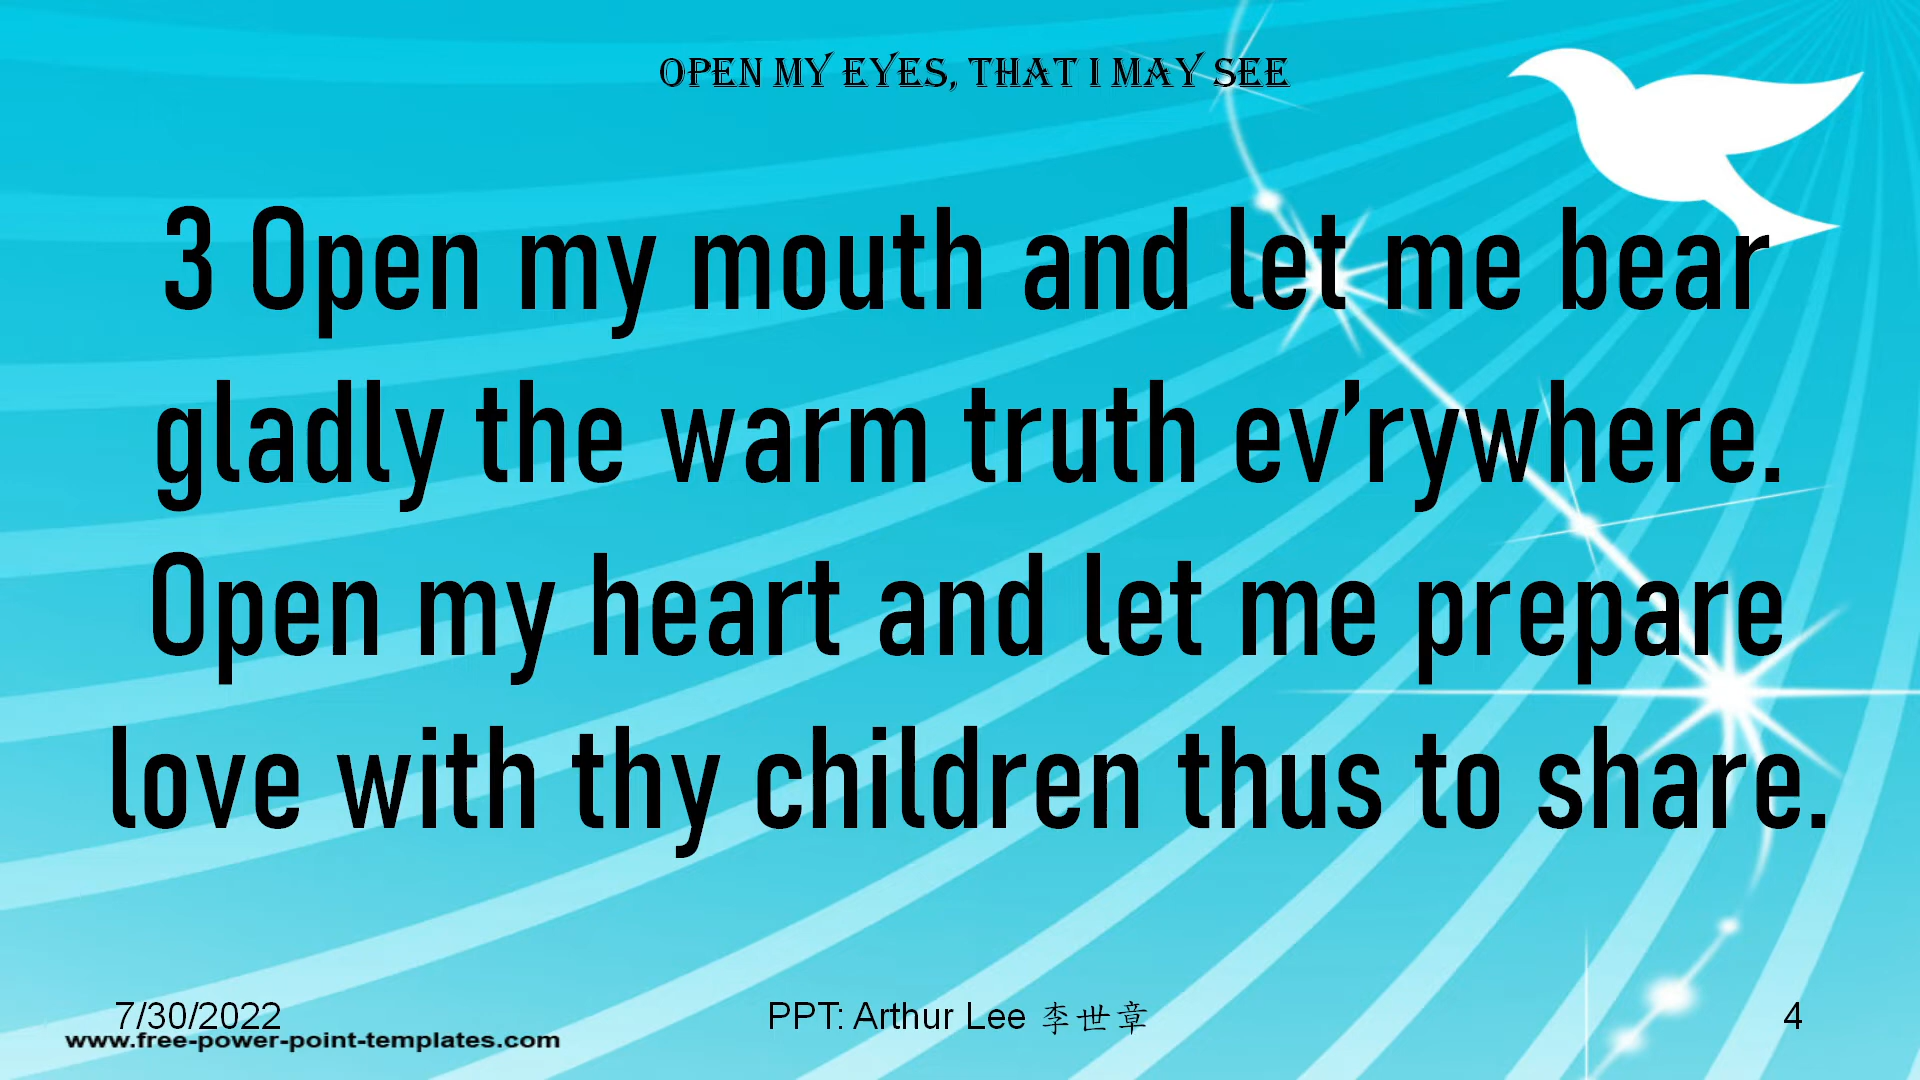 OPEN MY EYES, THAT I MAY SEE
3 Open my mouth and let me bear
gladly the warm truth ev’rywhere.
Open my heart and let me prepare
love with thy children thus to share.
7/30/2022
PPT: Arthur Lee 李世章
4
www.free-power-point-templates.com